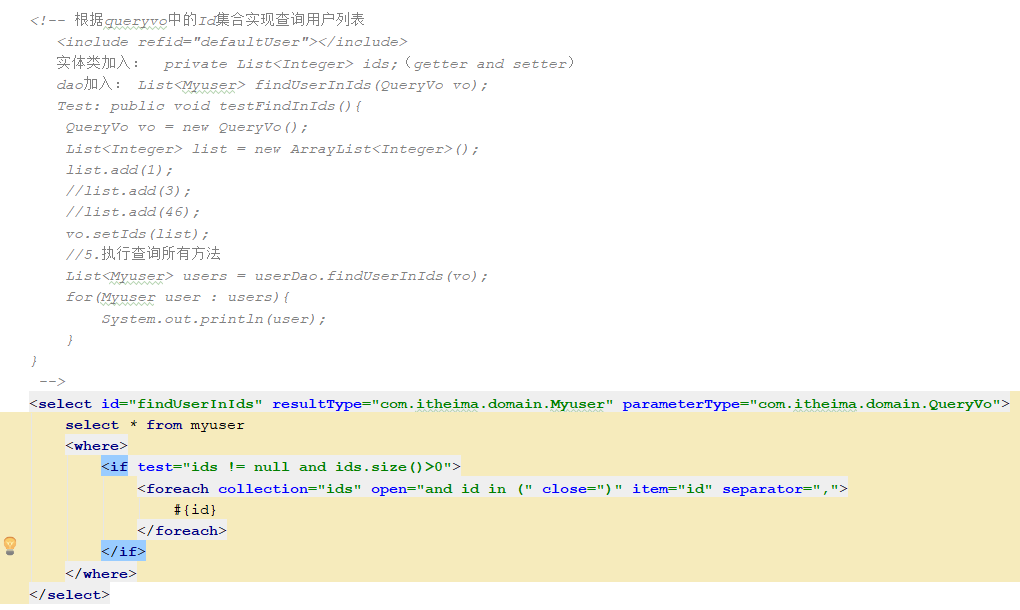 <!-- 根据queryvo中的Id集合实现查询用户列表
<include refid="defaultUser"></include>
实体类加入： private List<Integer> ids;（getter and setter）
dao加入： List<Myuser> findUserInIds(QueryVo vo);
Test: public void testFindInIds(){
QueryVo vo = new QueryVo();
List<Integer> list = new ArrayList<Integer>();
list.add(1);
//list.add(3);
//list.add(46);
vo.setIds(list);
//5.执行查询所有方法
List<Myuser> users = userDao.findUserInIds(vo);
for(Myuser user : users){
System.out.println(user);
}
}
-->
<select id="findUserInIds" resultType="com.itheima.domain.Myuser" parameterType="com.itheima.domain.QueryVo">
select * from myuser
<where>
<if test="ids != null and ids.size()>0">
<foreach collection="ids" open="and id in (" close=")" item="id" separator=",">
#{id}
</foreach>
</if>
</where>
</select>